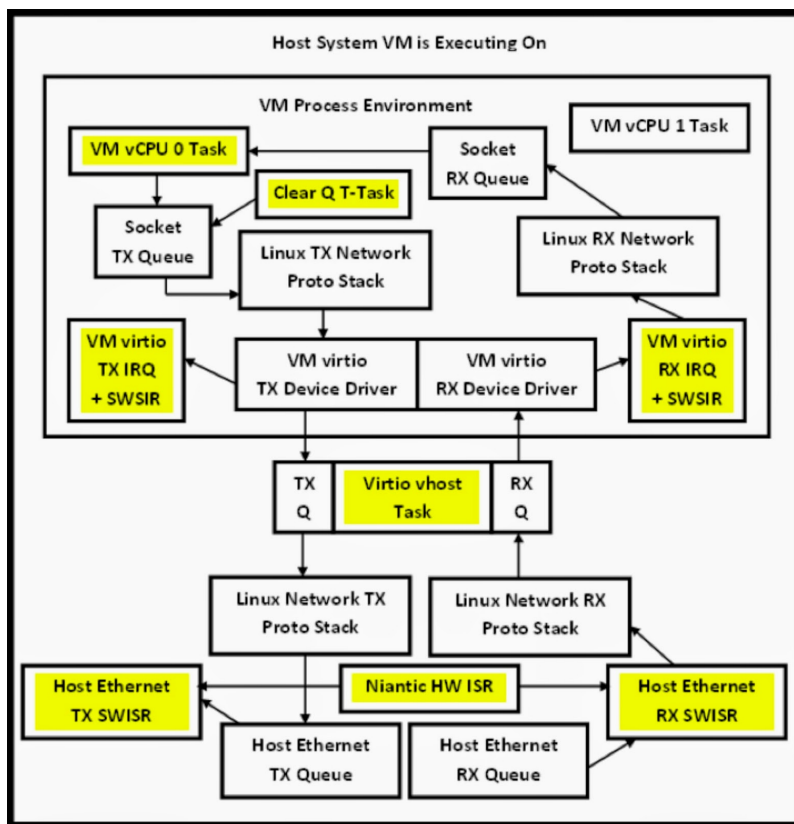 Host System VM is Executing On
VM Process Environment
VM vCPU 1 Task
VM vCPU 0 Task
Socket
RX Queue
Clear Q T-Task
Socket
TX Queue
Linux TX Network
Proto Stack
Linux RX Network
Proto Stack
VM virtio
TX IRQ
+ SWSIR
VM virtio
TX Device Driver
VM virtio
RX Device Driver
VM virtio
RX IRQ
+ SWSIR
TX
Q
Virtio vhost
Task
RX
Q
Linux Network TX
Proto Stack
Linux Network RX
Proto Stack
Host Ethernet
TX SWISR
Niantic HW ISR
Host Ethernet
RX SWISR
Host Ethernet
TX Queue
Host Ethernet
RX Queue